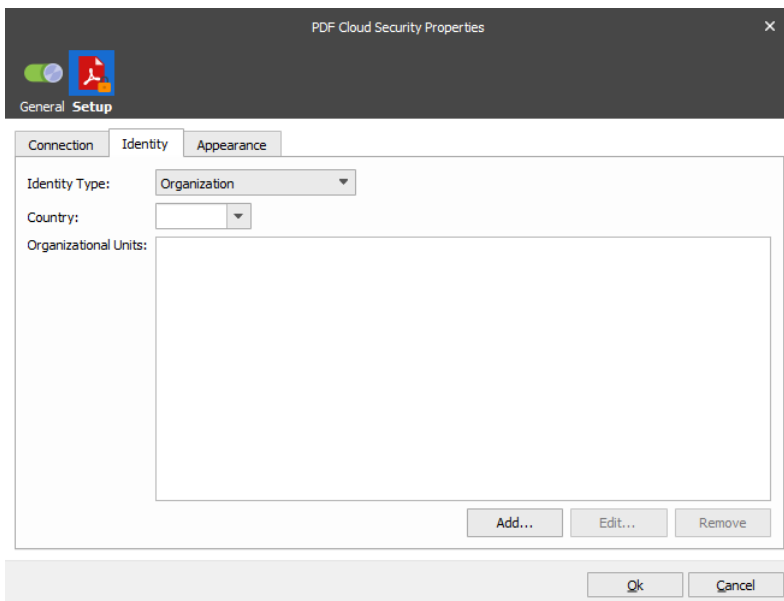 PDF Cloud Security Properties
General Setup
Connection Identity Appearance
Identity Type: Organization
Country:
Organizational Units:
Add... Edit... Remove
Ok Cancel